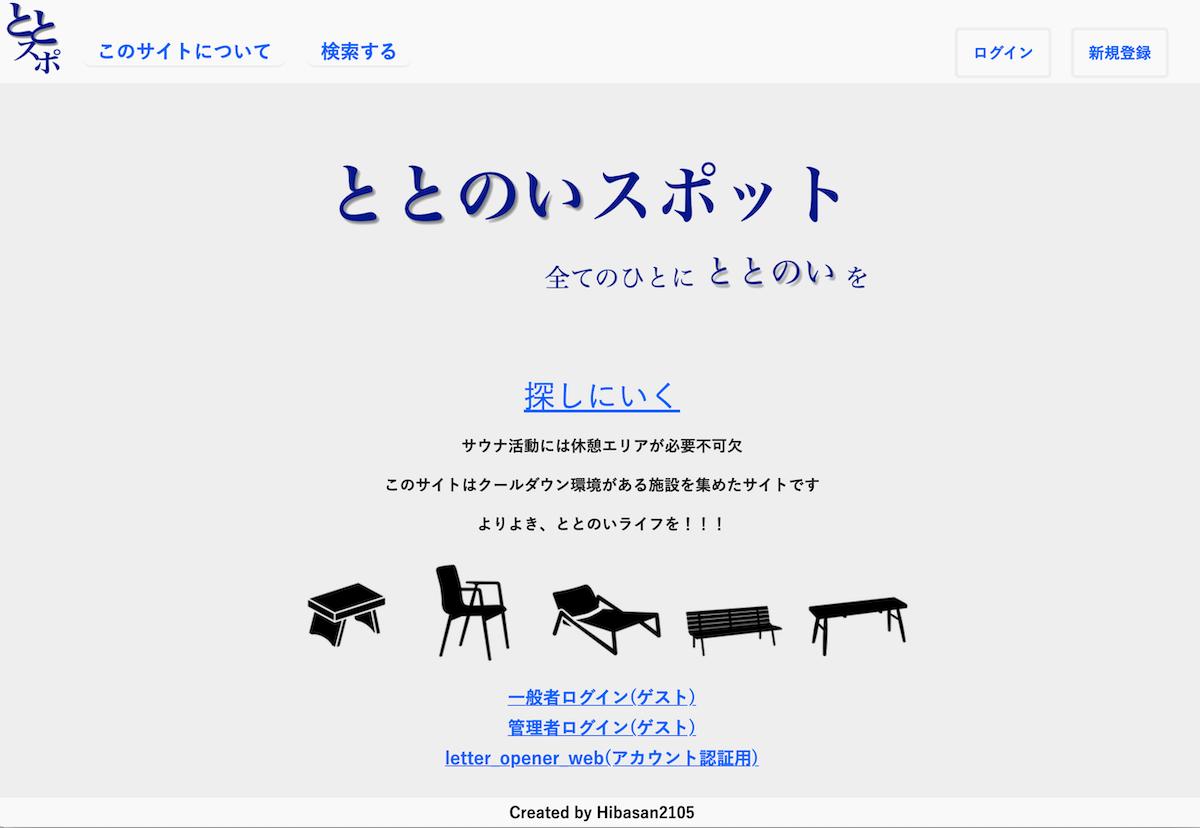 ととスポ
このサイトについて
検索する
ログイン
新規登録
ととのいスポット
全てのひとに ととのい を
探しにいく
サウナ活動には休憩エリアが必要不可欠
このサイトはクールダウン環境がある施設を集めたサイトです
よりよき、ととのいライフを！！！
一般者ログイン(ゲスト)
管理者ログイン(ゲスト)
letter_opener_web(アカウント認証用)
Created by Hibasan2105